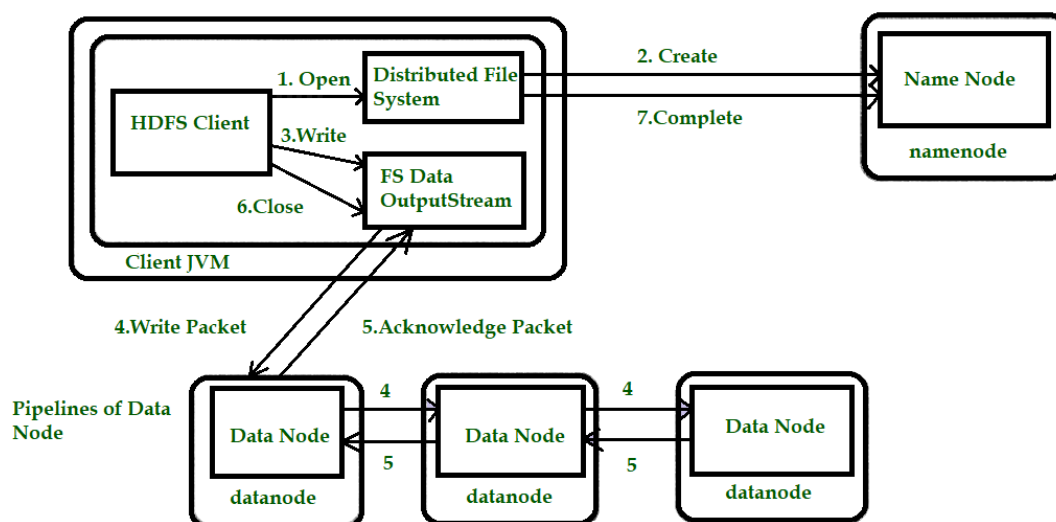 1. Open
Distributed File
System
2. Create
7.Complete
Name Node
namenode
HDFS Client
3.Write
FS Data
OutputStream
6.Close
Client JVM
4.Write Packet
5.Acknowledge Packet
Pipelines of Data
Node
4
4
Data Node
Data Node
Data Node
5
5
datanode
datanode
datanode